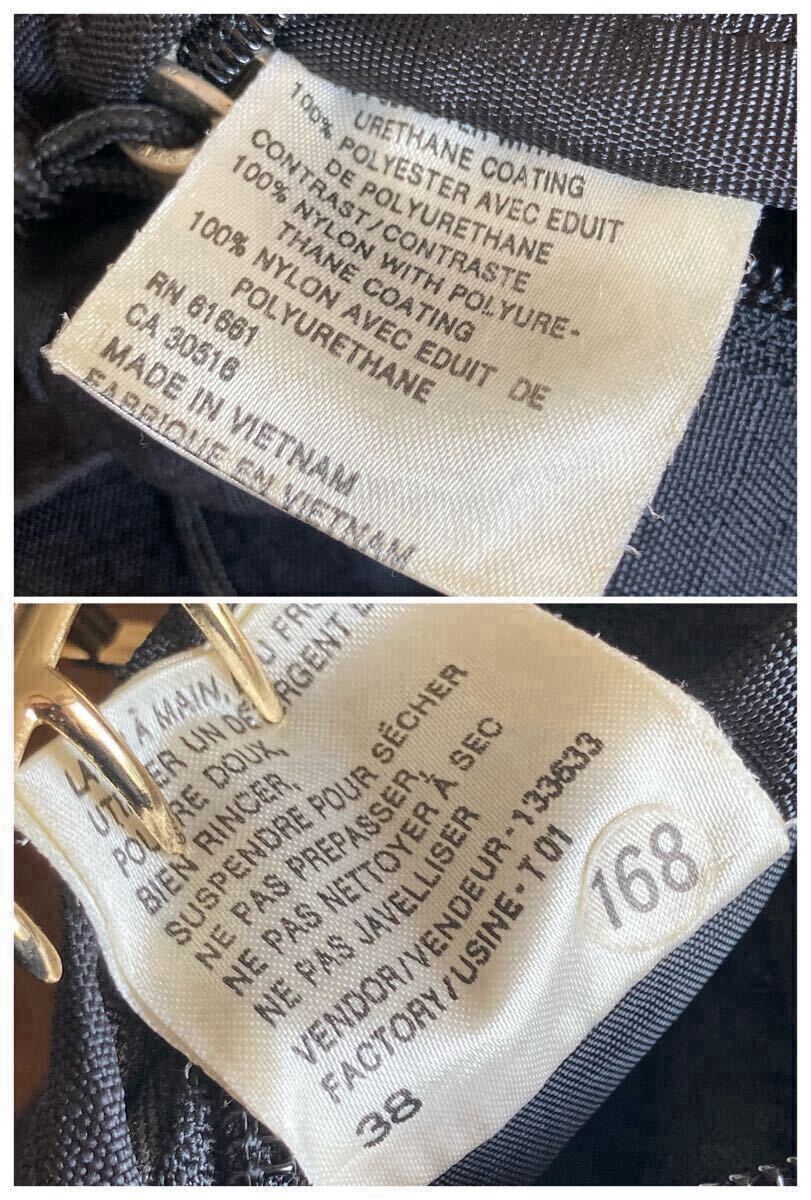 URETHANE COATING
100% POLYESTER AVEC EDUIT
DE POLYURETHANE
CONTRAST/CONTRASTE
100% NYLON WITH POLYURE-
THANE COATING
100% NYLON AVEC EDUIT DE
POLYURETHANE
RN 61661
CA 30516
MADE IN VIETNAM
FABRIQUE EN VIETNAM
À MAIN,
UN
DOUX,
BIEN RINCER,
SUSPENDRE POUR SÉCHER
NE PAS PREPASSER,
NE PAS NETTOYER À SEC
NE PAS JAVELLISER
VENDOR/VENDEUR-133633
FACTORY/USINE-T01
38
168